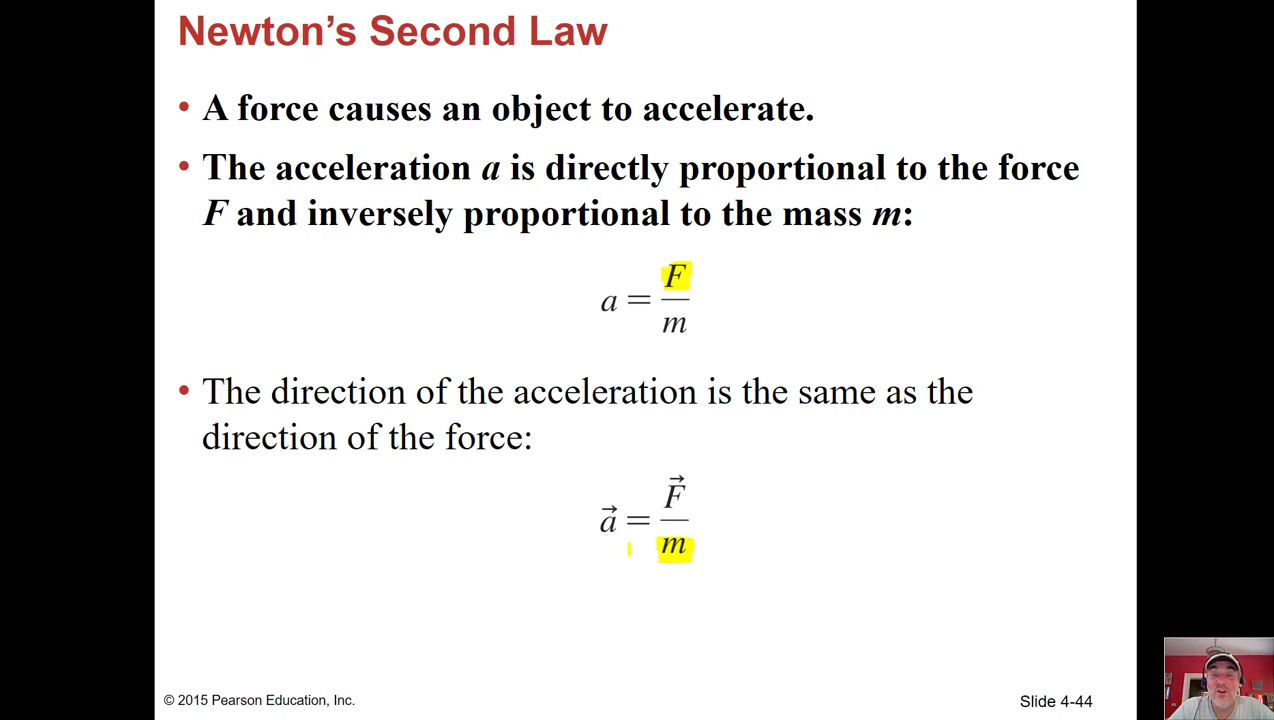 Newton’s Second Law
• A force causes an object to accelerate.
• The acceleration a is directly proportional to the force
F and inversely proportional to the mass m:
a = F/m
• The direction of the acceleration is the same as the
direction of the force:
a⃗ = F⃗/m
© 2015 Pearson Education, Inc.
Slide 4-44